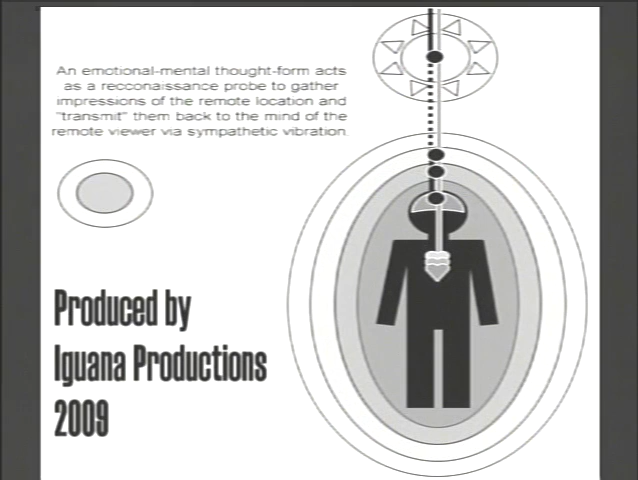 An emotional-mental thought-form acts
as a recconaissance probe to gather
impressions of the remote location and
"transmit" them back to the mind of the
remote viewer via sympathetic vibration.
Produced by
Iguana Productions
2009